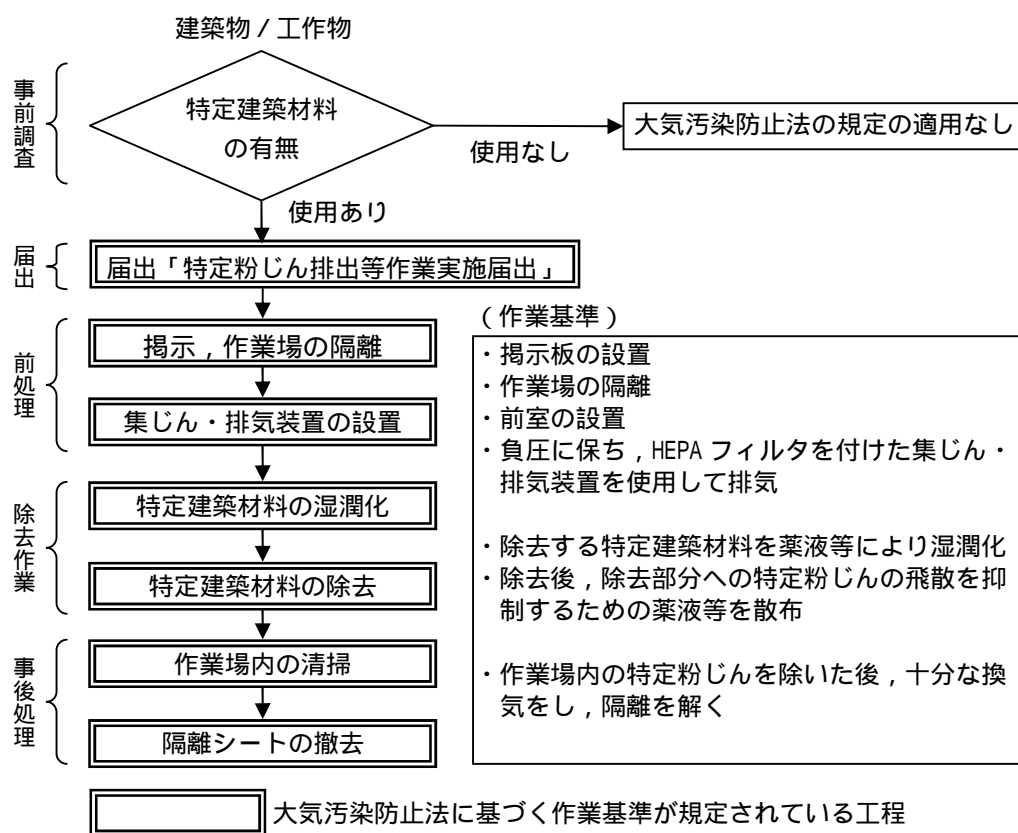 建築物 / 工作物
事前調査
特定建築材料
の有無
大気汚染防止法の規定の適用なし
使用なし
使用あり
届出
届出「特定粉じん排出等作業実施届出」
前処理
掲示，作業場の隔離
集じん・排気装置の設置
除去作業
特定建築材料の湿潤化
特定建築材料の除去
事後処理
作業場内の清掃
隔離シートの撤去
（作業基準）
・掲示板の設置
・作業場の隔離
・前室の設置
・負圧に保ち，HEPA フィルタを付けた集じん・
排気装置を使用して排気
・除去する特定建築材料を薬液等により湿潤化
・除去後，除去部分への特定粉じんの飛散を抑
制するための薬液等を散布
・作業場内の特定粉じんを除いた後，十分な換
気をし，隔離を解く
大気汚染防止法に基づく作業基準が規定されている工程